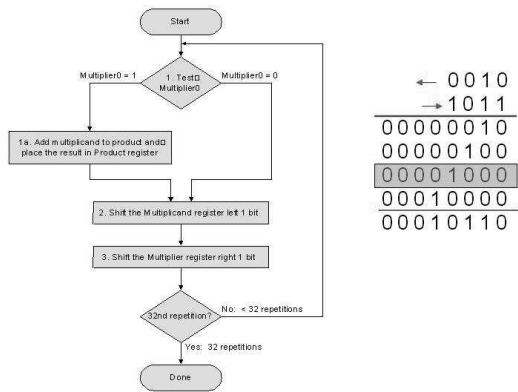 Start
Multiplier0 = 1
1. Test
Multiplier0
Multiplier0 = 0
1a. Add multiplicand to product and
place the result in Product register
2. Shift the Multiplicand register left 1 bit
3. Shift the Multiplier register right 1 bit
32nd repetition?
No: < 32 repetitions
Yes: 32 repetitions
Done
← 0010
→ 1011
00000010
00000100
00001000
00010000
00010110